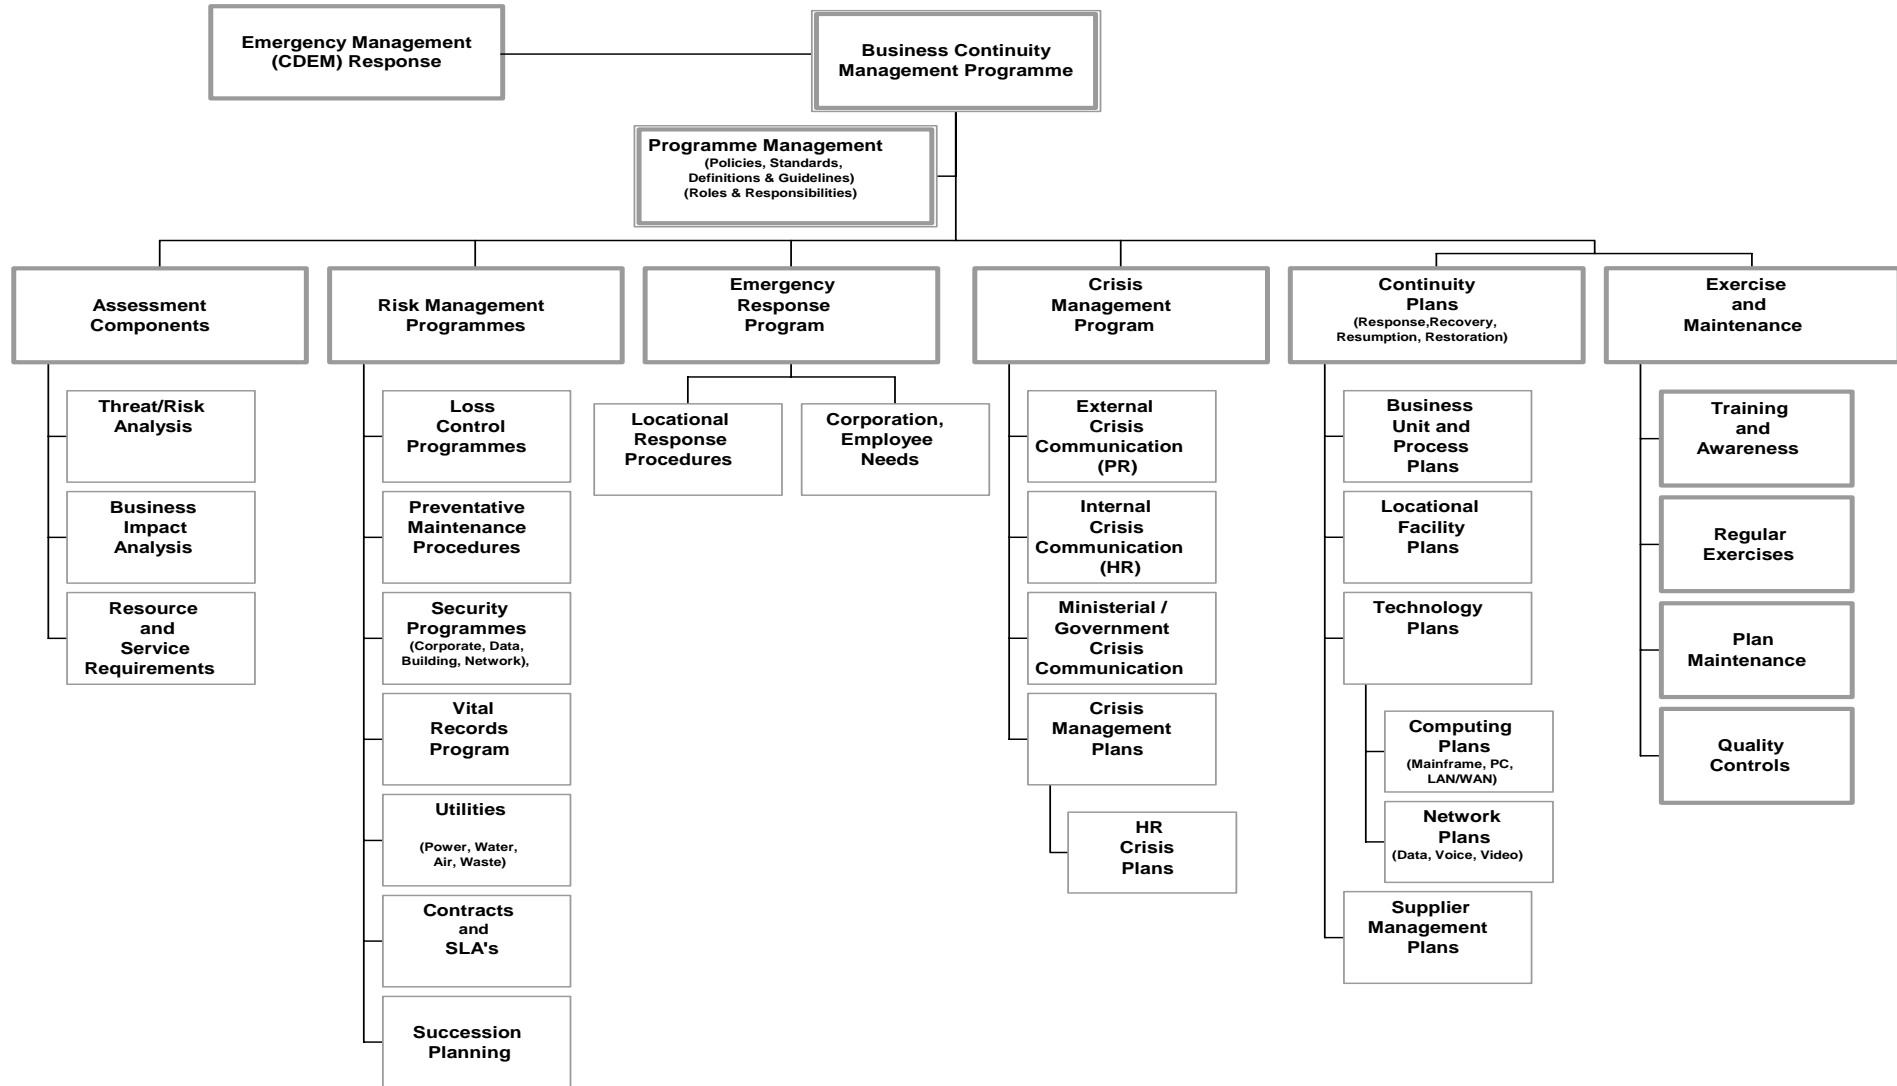 Emergency Management
(CDEM) Response
Business Continuity
Management Programme
Programme Management
(Policies, Standards,
Definitions & Guidelines)
(Roles & Responsibilities)
Assessment
Components
Risk Management
Programmes
Emergency
Response
Program
Crisis
Management
Program
Continuity
Plans
(Response,Recovery,
Resumption, Restoration)
Exercise
and
Maintenance
Threat/Risk
Analysis
Business
Impact
Analysis
Resource
and
Service
Requirements
Loss
Control
Programmes
Preventative
Maintenance
Procedures
Security
Programmes
(Corporate, Data,
Building, Network),
Vital
Records
Program
Utilities
(Power, Water,
Air, Waste)
Contracts
and
SLA's
Succession
Planning
Locational
Response
Procedures
Corporation,
Employee
Needs
External
Crisis
Communication
(PR)
Internal
Crisis
Communication
(HR)
Ministerial /
Government
Crisis
Communication
Crisis
Management
Plans
HR
Crisis
Plans
Business
Unit and
Process
Plans
Locational
Facility
Plans
Technology
Plans
Computing
Plans
(Mainframe, PC,
LAN/WAN)
Network
Plans
(Data, Voice, Video)
Supplier
Management
Plans
Training
and
Awareness
Regular
Exercises
Plan
Maintenance
Quality
Controls